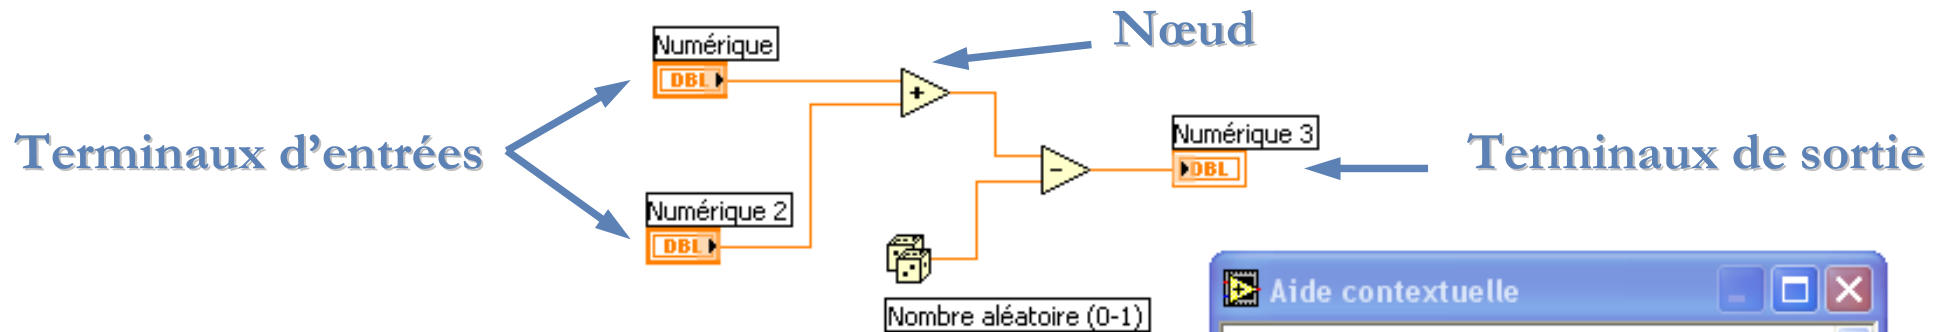 Nœud
Numérique
DBL
Terminaux d'entrées
+
Numérique 3
DBL
Terminaux de sortie
-
Numérique 2
DBL
Nombre aléatoire (0-1)
Aide contextuelle